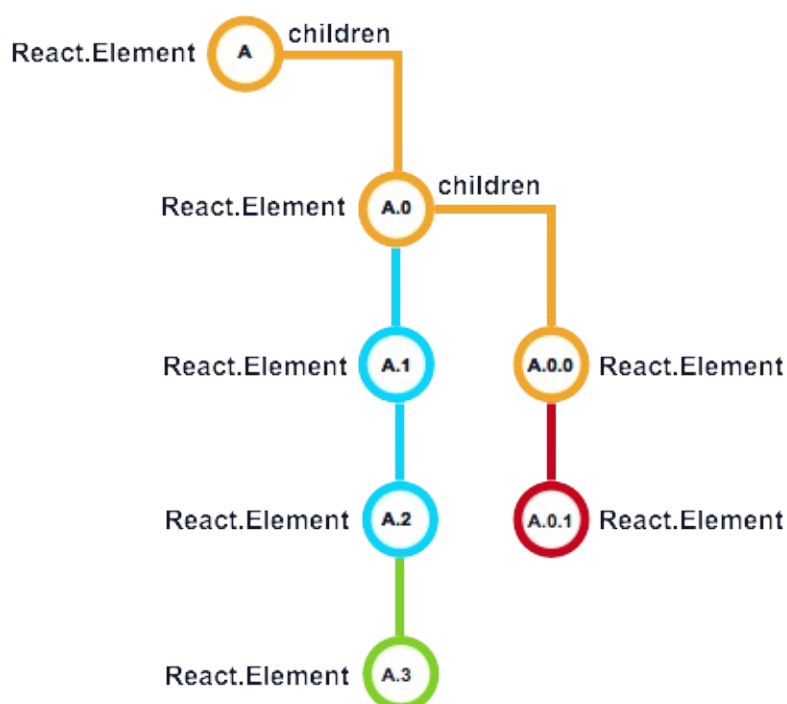 children
React.Element A
children
React.Element A.0
React.Element A.1 A.0.0 React.Element
React.Element A.2 A.0.1 React.Element
React.Element A.3